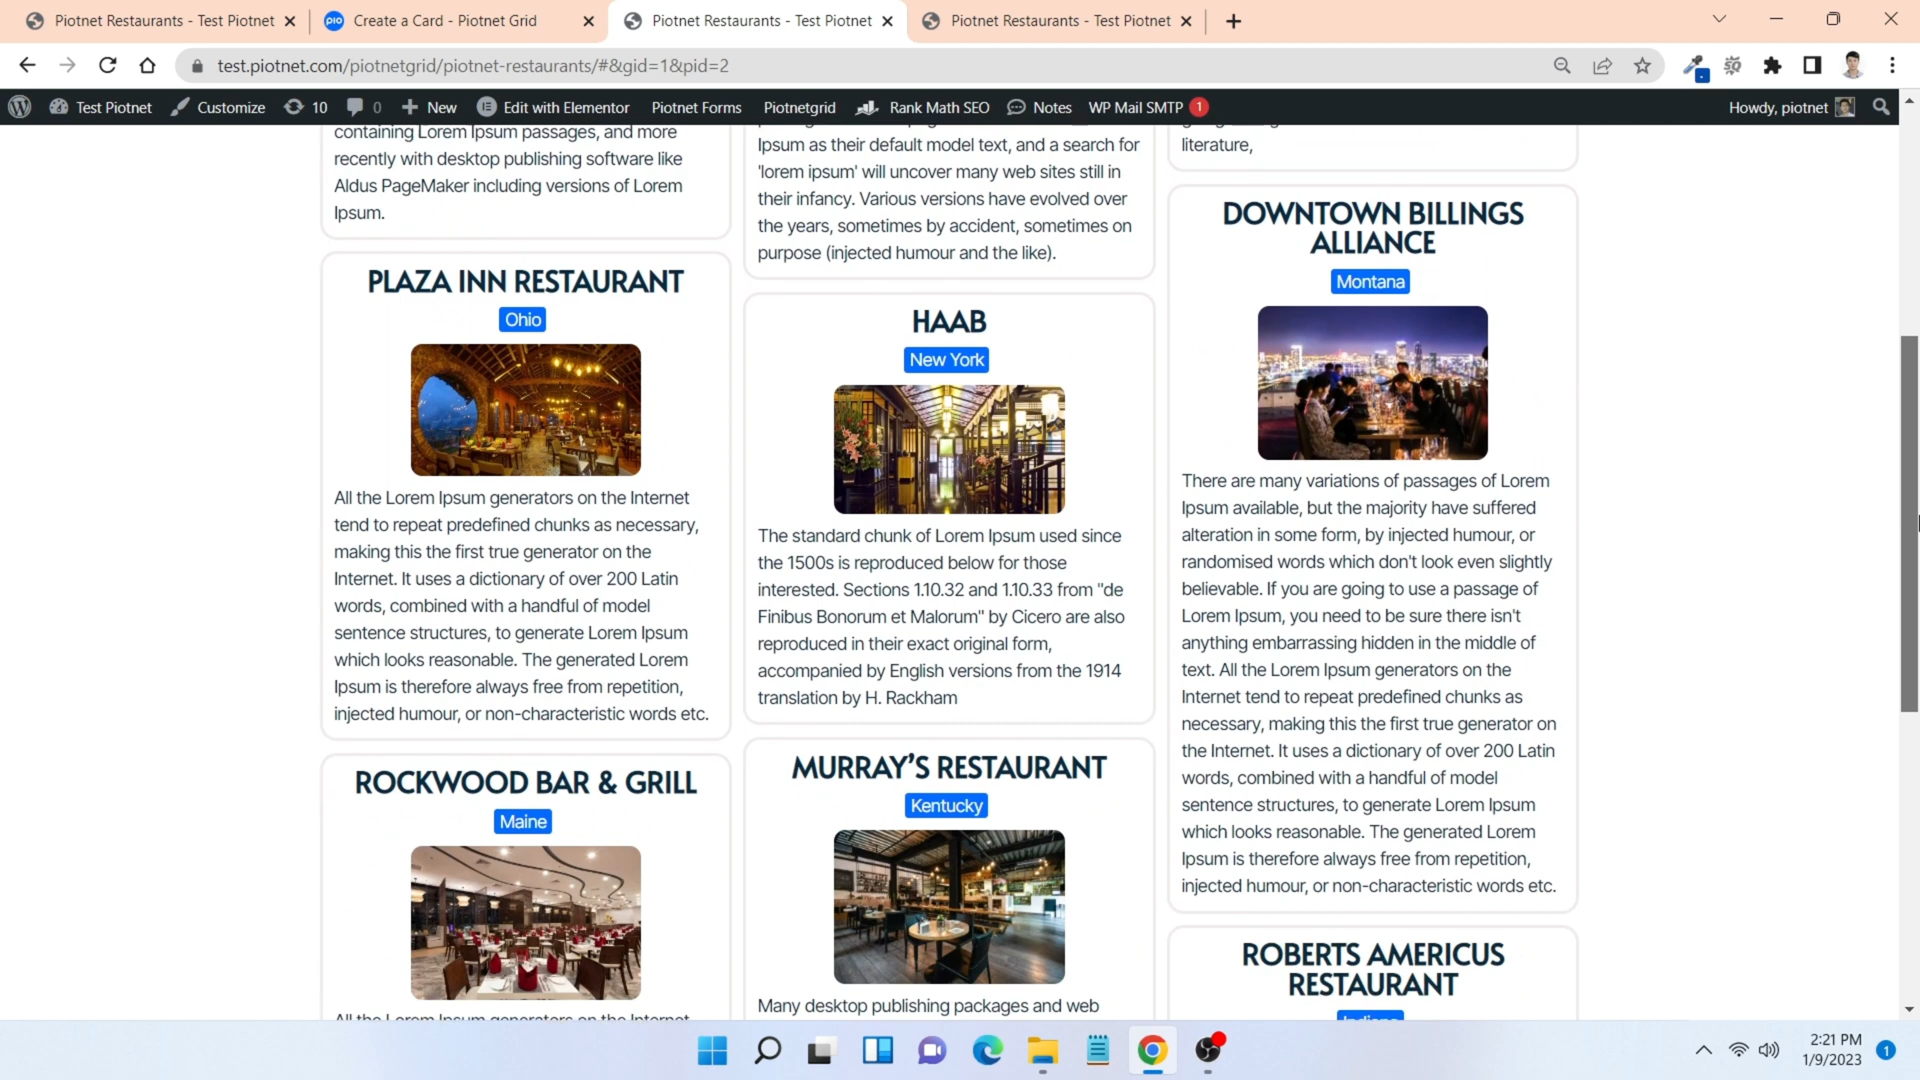 Piotnet Restaurants - Test Piotnet
pio Create a Card - Piotnet Grid
Piotnet Restaurants - Test Piotnet
Piotnet Restaurants - Test Piotnet
test.piotnet.com/piotnetgrid/piotnet-restaurants/#&gid=1&pid=2
Test Piotnet Customize 10 0 New Edit with Elementor Piotnet Forms Piotnetgrid Rank Math SEO Notes WP Mail SMTP 1 Howdy, piotnet
containing Lorem Ipsum passages, and more
recently with desktop publishing software like
Aldus PageMaker including versions of Lorem
Ipsum.
PLAZA INN RESTAURANT
Ohio
All the Lorem Ipsum generators on the Internet
tend to repeat predefined chunks as necessary,
making this the first true generator on the
Internet. It uses a dictionary of over 200 Latin
words, combined with a handful of model
sentence structures, to generate Lorem Ipsum
which looks reasonable. The generated Lorem
Ipsum is therefore always free from repetition,
injected humour, or non-characteristic words etc.
ROCKWOOD BAR & GRILL
Maine
All the Lorem Ipsum generators on the Internet
Ipsum as their default model text, and a search for
'lorem ipsum' will uncover many web sites still in
their infancy. Various versions have evolved over
the years, sometimes by accident, sometimes on
purpose (injected humour and the like).
HAAB
New York
The standard chunk of Lorem Ipsum used since
the 1500s is reproduced below for those
interested. Sections 1.10.32 and 1.10.33 from "de
Finibus Bonorum et Malorum" by Cicero are also
reproduced in their exact original form,
accompanied by English versions from the 1914
translation by H. Rackham
MURRAY'S RESTAURANT
Kentucky
Many desktop publishing packages and web
literature,
DOWNTOWN BILLINGS
ALLIANCE
Montana
There are many variations of passages of Lorem
Ipsum available, but the majority have suffered
alteration in some form, by injected humour, or
randomised words which don't look even slightly
believable. If you are going to use a passage of
Lorem Ipsum, you need to be sure there isn't
anything embarrassing hidden in the middle of
text. All the Lorem Ipsum generators on the
Internet tend to repeat predefined chunks as
necessary, making this the first true generator on
the Internet. It uses a dictionary of over 200 Latin
words, combined with a handful of model
sentence structures, to generate Lorem Ipsum
which looks reasonable. The generated Lorem
Ipsum is therefore always free from repetition,
injected humour, or non-characteristic words etc.
ROBERTS AMERICUS
RESTAURANT
Indiana
2:21 PM
1/9/2023
1